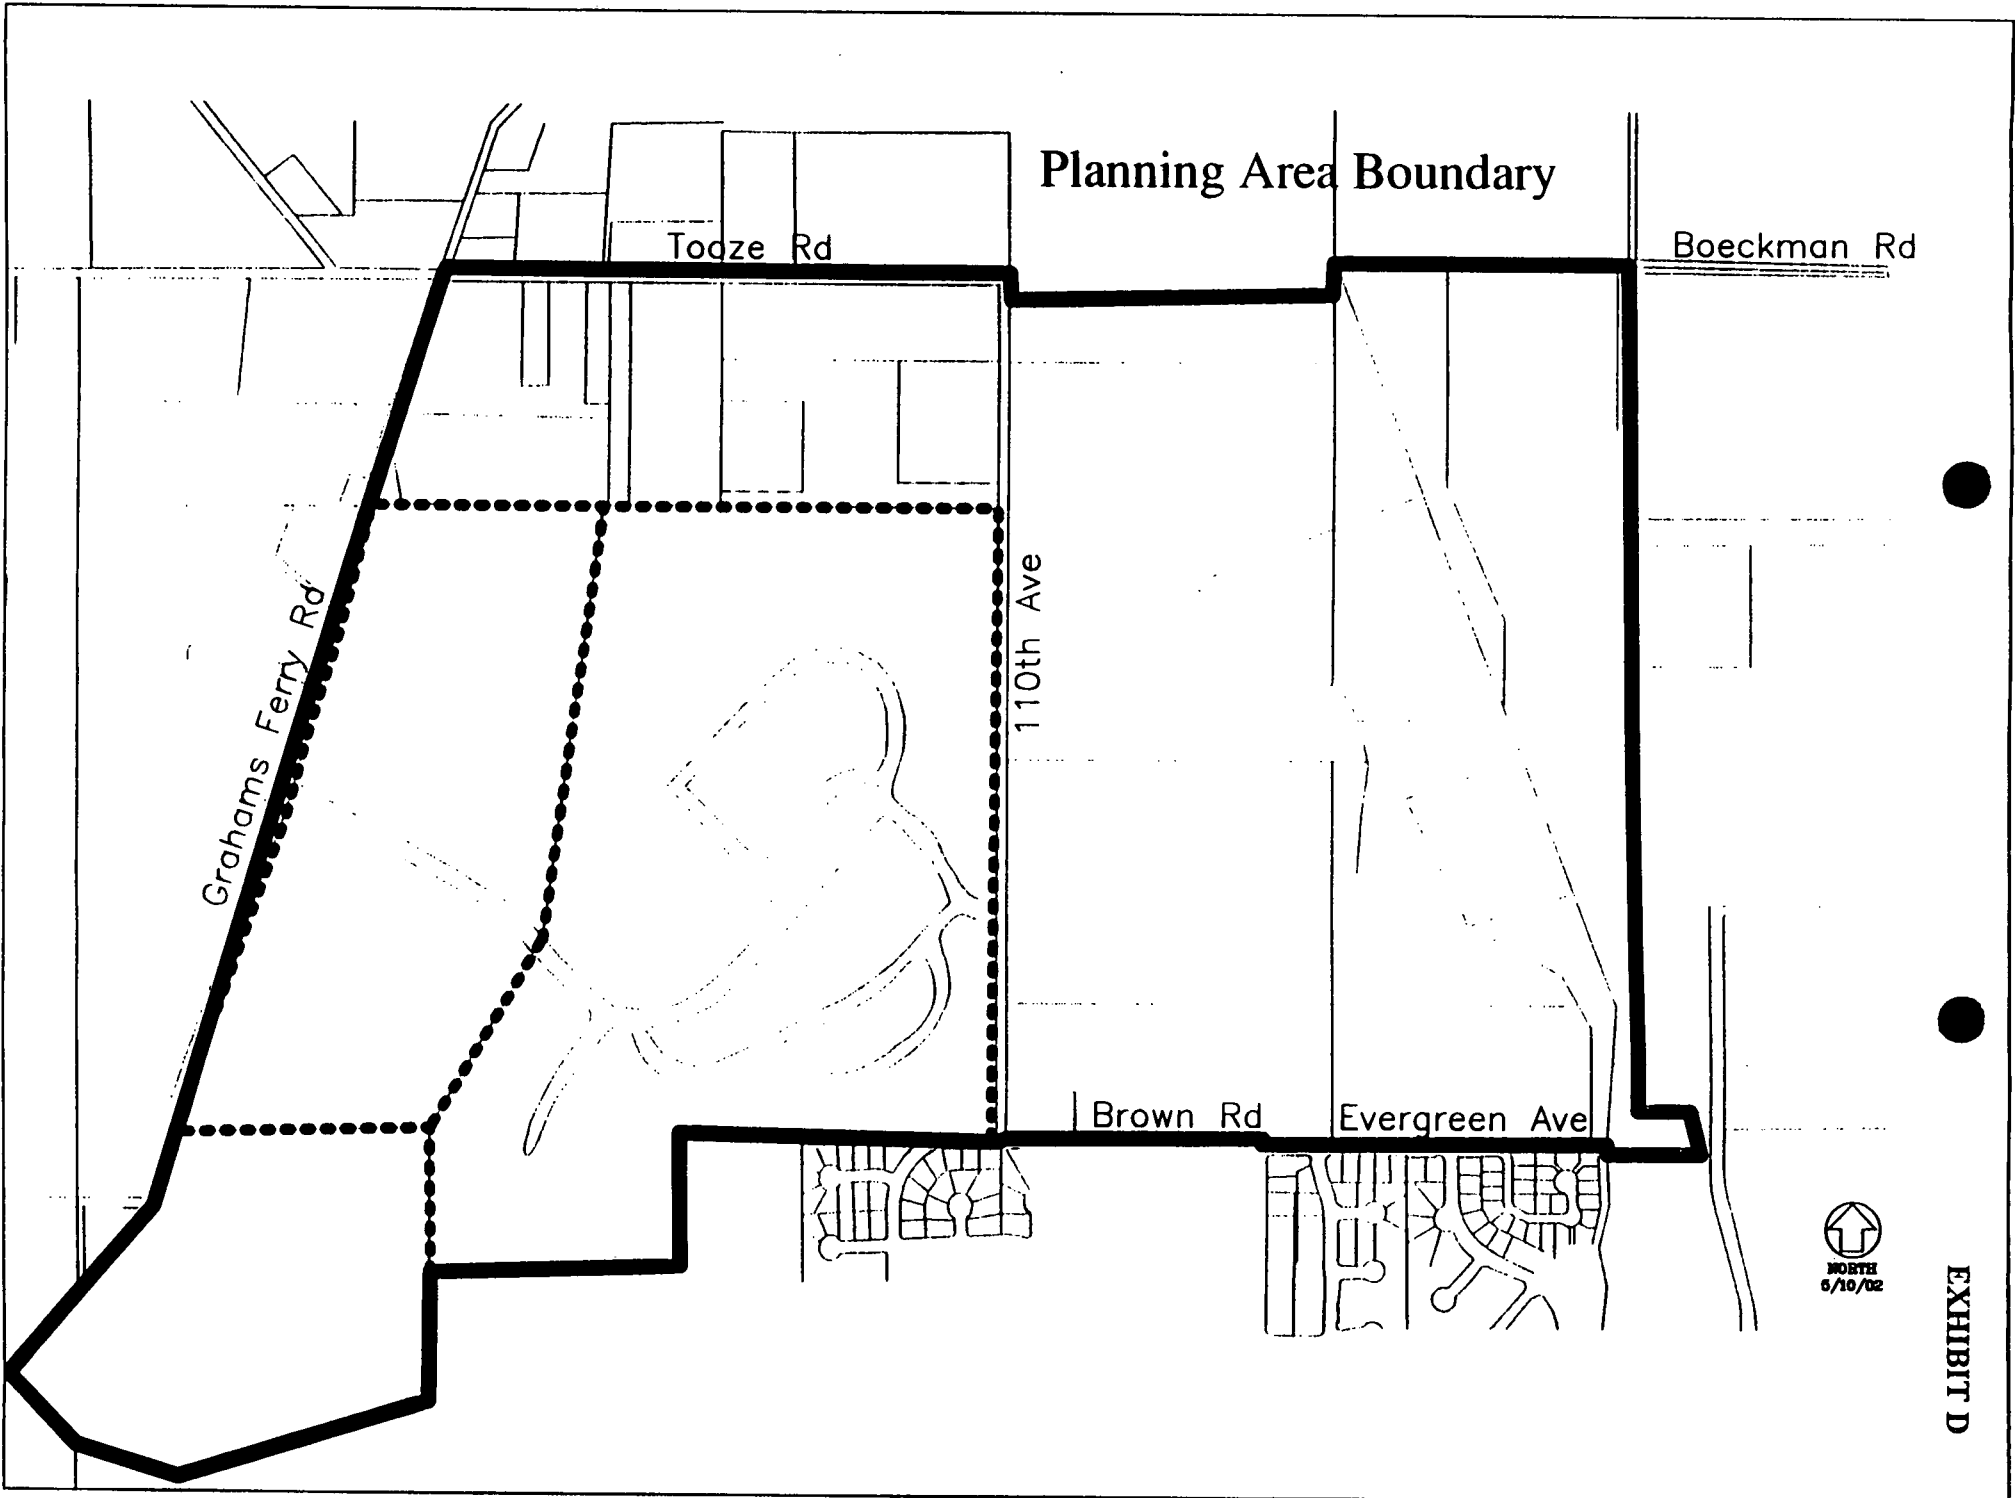 Planning Area Boundary
Tooze Rd
Boeckman Rd
Grahams Ferry Rd
110th Ave
Brown Rd
Evergreen Ave
NORTH
5/10/02
EXHIBIT D